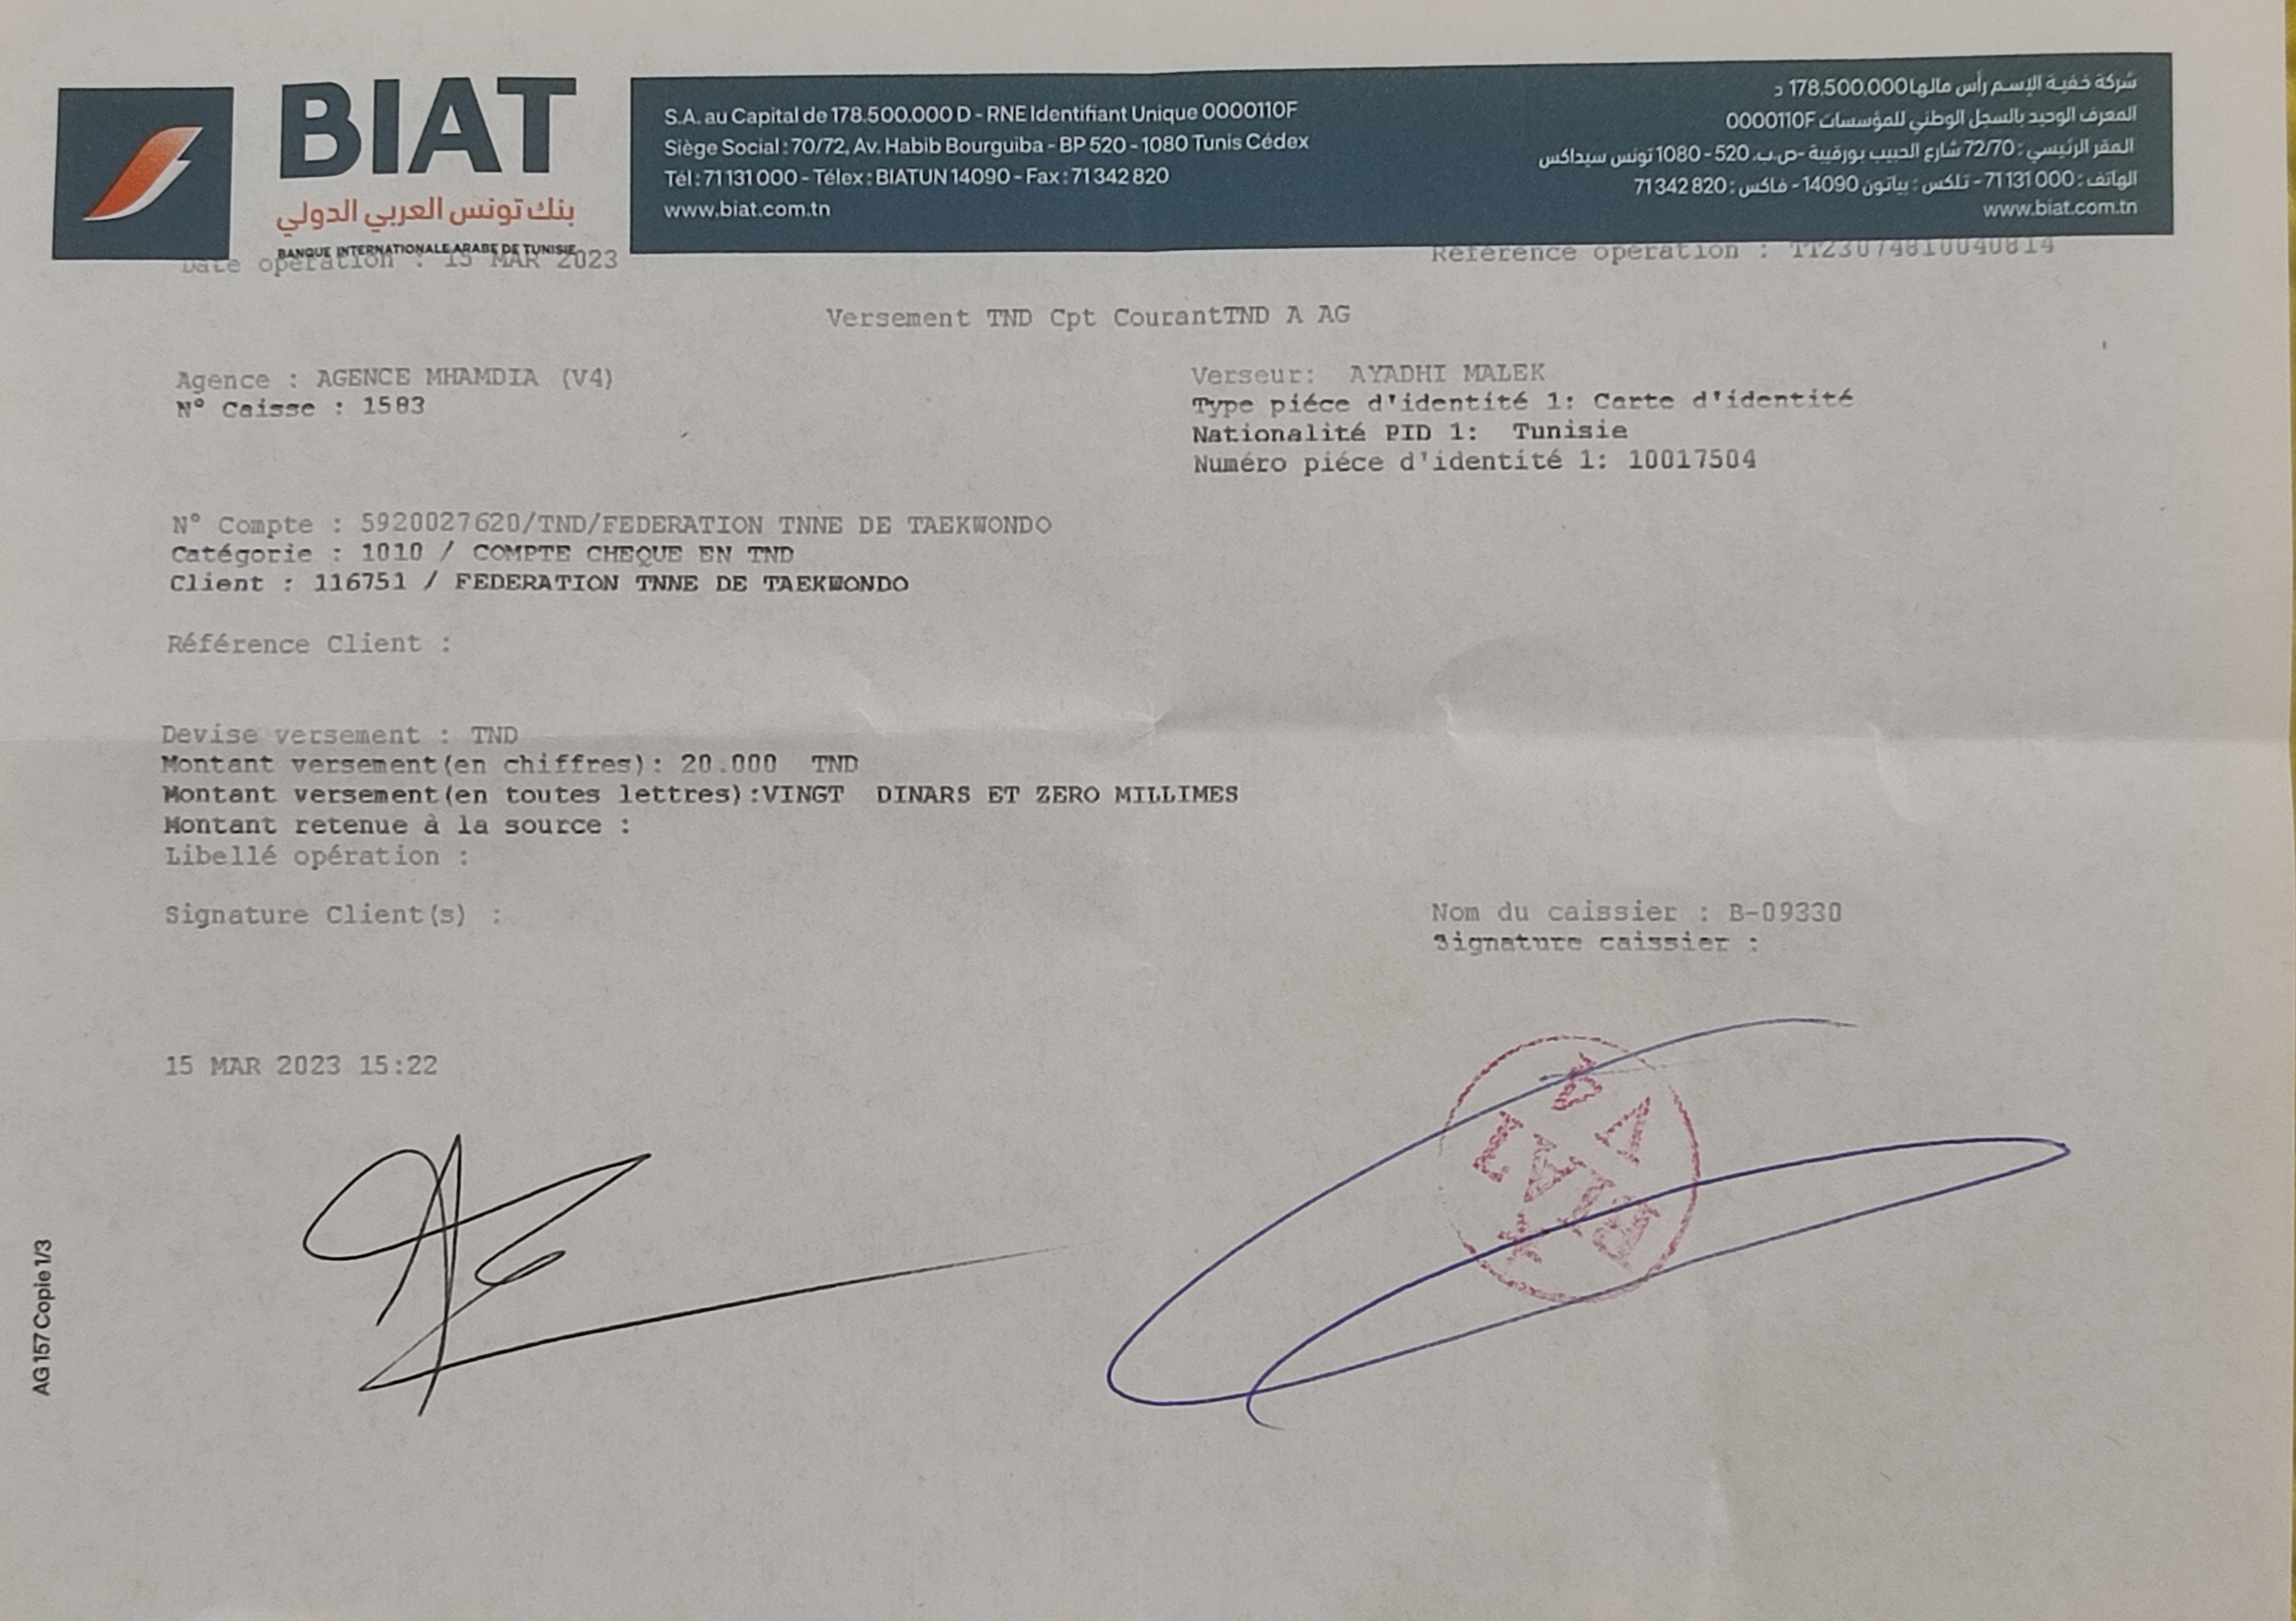 BIAT
بنك تونس العربي الدولي
BANQUE INTERNATIONALE ARABE DE TUNISIE
S.A. au Capital de 178.500.000 D - RNE Identifiant Unique 0000110F
Siège Social : 70/72, Av. Habib Bourguiba - BP 520 - 1080 Tunis Cédex
Tél : 71 131 000 - Télex : BIATUN 14090 - Fax : 71 342 820
www.biat.com.tn
شركة خفية الإسم رأس مالها 178,500,000 د
المعرف الوحيد بالسجل الوطني للمؤسسات 0000110F
المقر الرئيسي : 72/70 شارع الحبيب بورقيبة -ص.ب. 520 - 1080 تونس سيداكس
الهاتف : 71 131 000 - تلكس : بياتون 14090 - فاكس : 71 342 820
www.biat.com.tn
Date opération : 15 MAR 2023
Référence opération : TT23074810040814
Versement TND Cpt CourantTND A AG
Agence : AGENCE MHAMDIA (V4)
N° Caisse : 1583
Verseur: AYADHI MALEK
Type piéce d'identité 1: Carte d'identité
Nationalité PID 1: Tunisie
Numéro piéce d'identité 1: 10017504
N° Compte : 5920027620/TND/FEDERATION TNNE DE TAEKWONDO
Catégorie : 1010 / COMPTE CHEQUE EN TND
Client : 116751 / FEDERATION TNNE DE TAEKWONDO
Référence Client :
Devise versement : TND
Montant versement(en chiffres): 20.000 TND
Montant versement(en toutes lettres):VINGT DINARS ET ZERO MILLIMES
Montant retenue à la source :
Libellé opération :
Signature Client(s) :
Nom du caissier : B-09330
Signature caissier :
15 MAR 2023 15:22
BIAT
AG 157 Copie 1/3